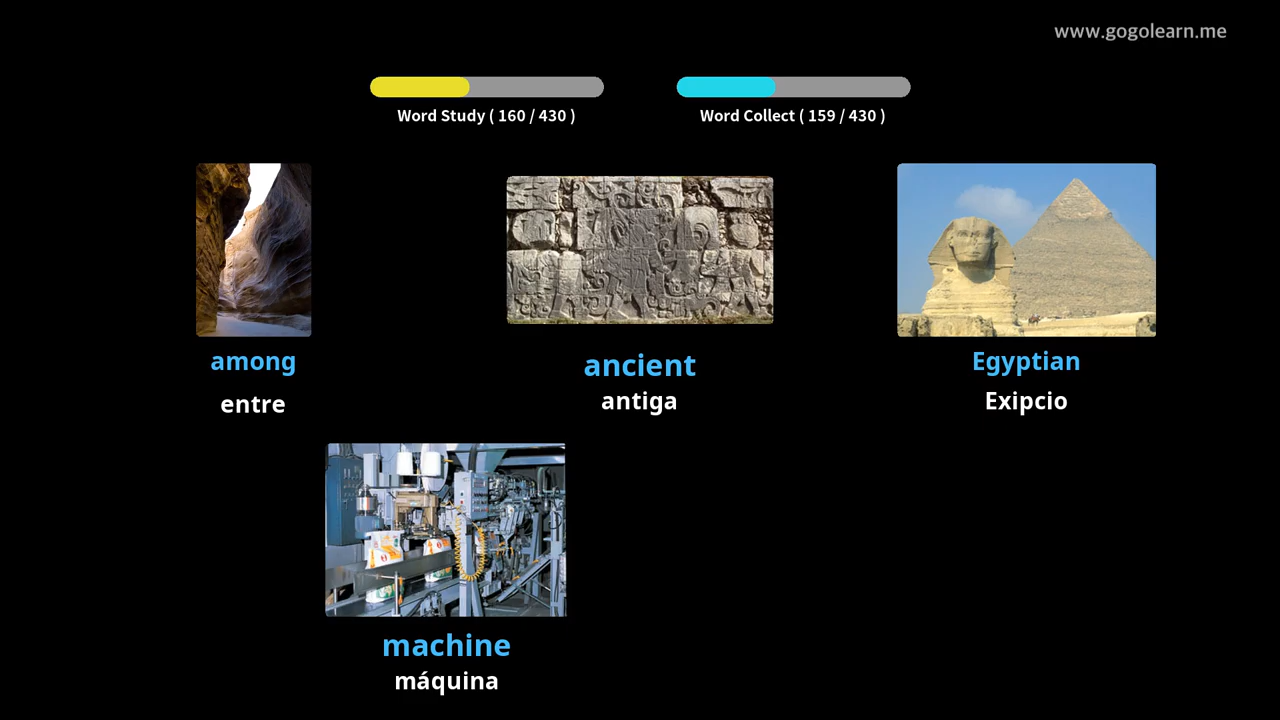 www.gogolearn.me
Word Study ( 160 / 430 )
Word Collect ( 159 / 430 )
among
entre
ancient
antiga
Egyptian
Exipcio
machine
máquina